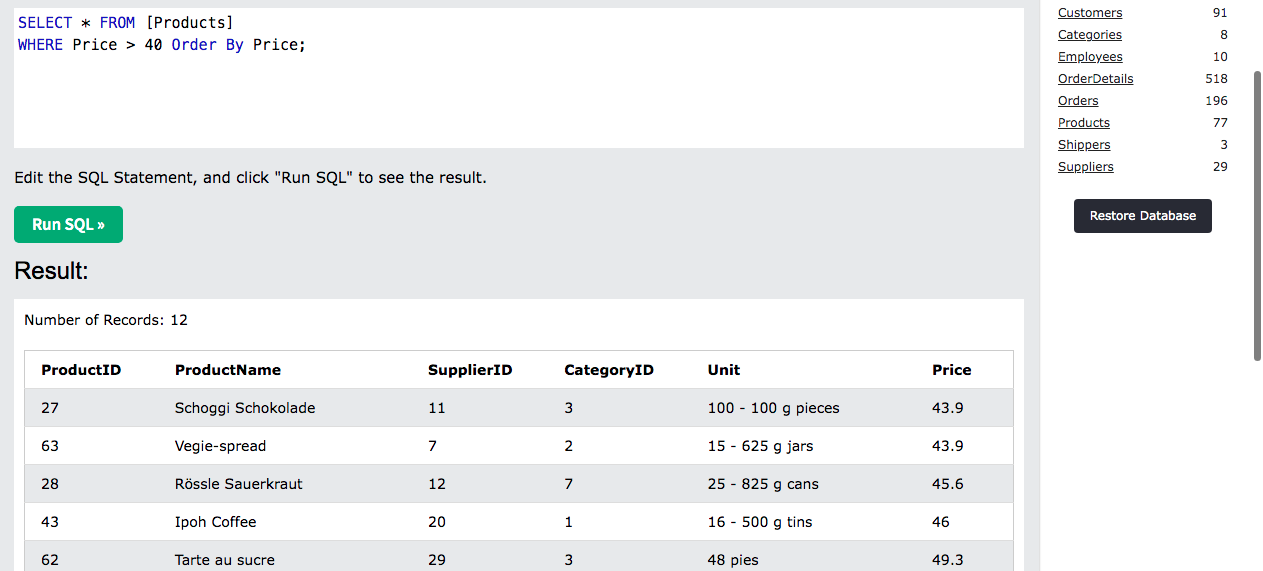 SELECT * FROM [Products]
WHERE Price > 40 Order By Price;
Edit the SQL Statement, and click "Run SQL" to see the result.
Run SQL »
Result:
Number of Records: 12
ProductID ProductName SupplierID CategoryID Unit Price
27 Schoggi Schokolade 11 3 100 - 100 g pieces 43.9
63 Vegie-spread 7 2 15 - 625 g jars 43.9
28 Rössle Sauerkraut 12 7 25 - 825 g cans 45.6
43 Ipoh Coffee 20 1 16 - 500 g tins 46
62 Tarte au sucre 29 3 48 pies 49.3
Customers 91
Categories 8
Employees 10
OrderDetails 518
Orders 196
Products 77
Shippers 3
Suppliers 29
Restore Database